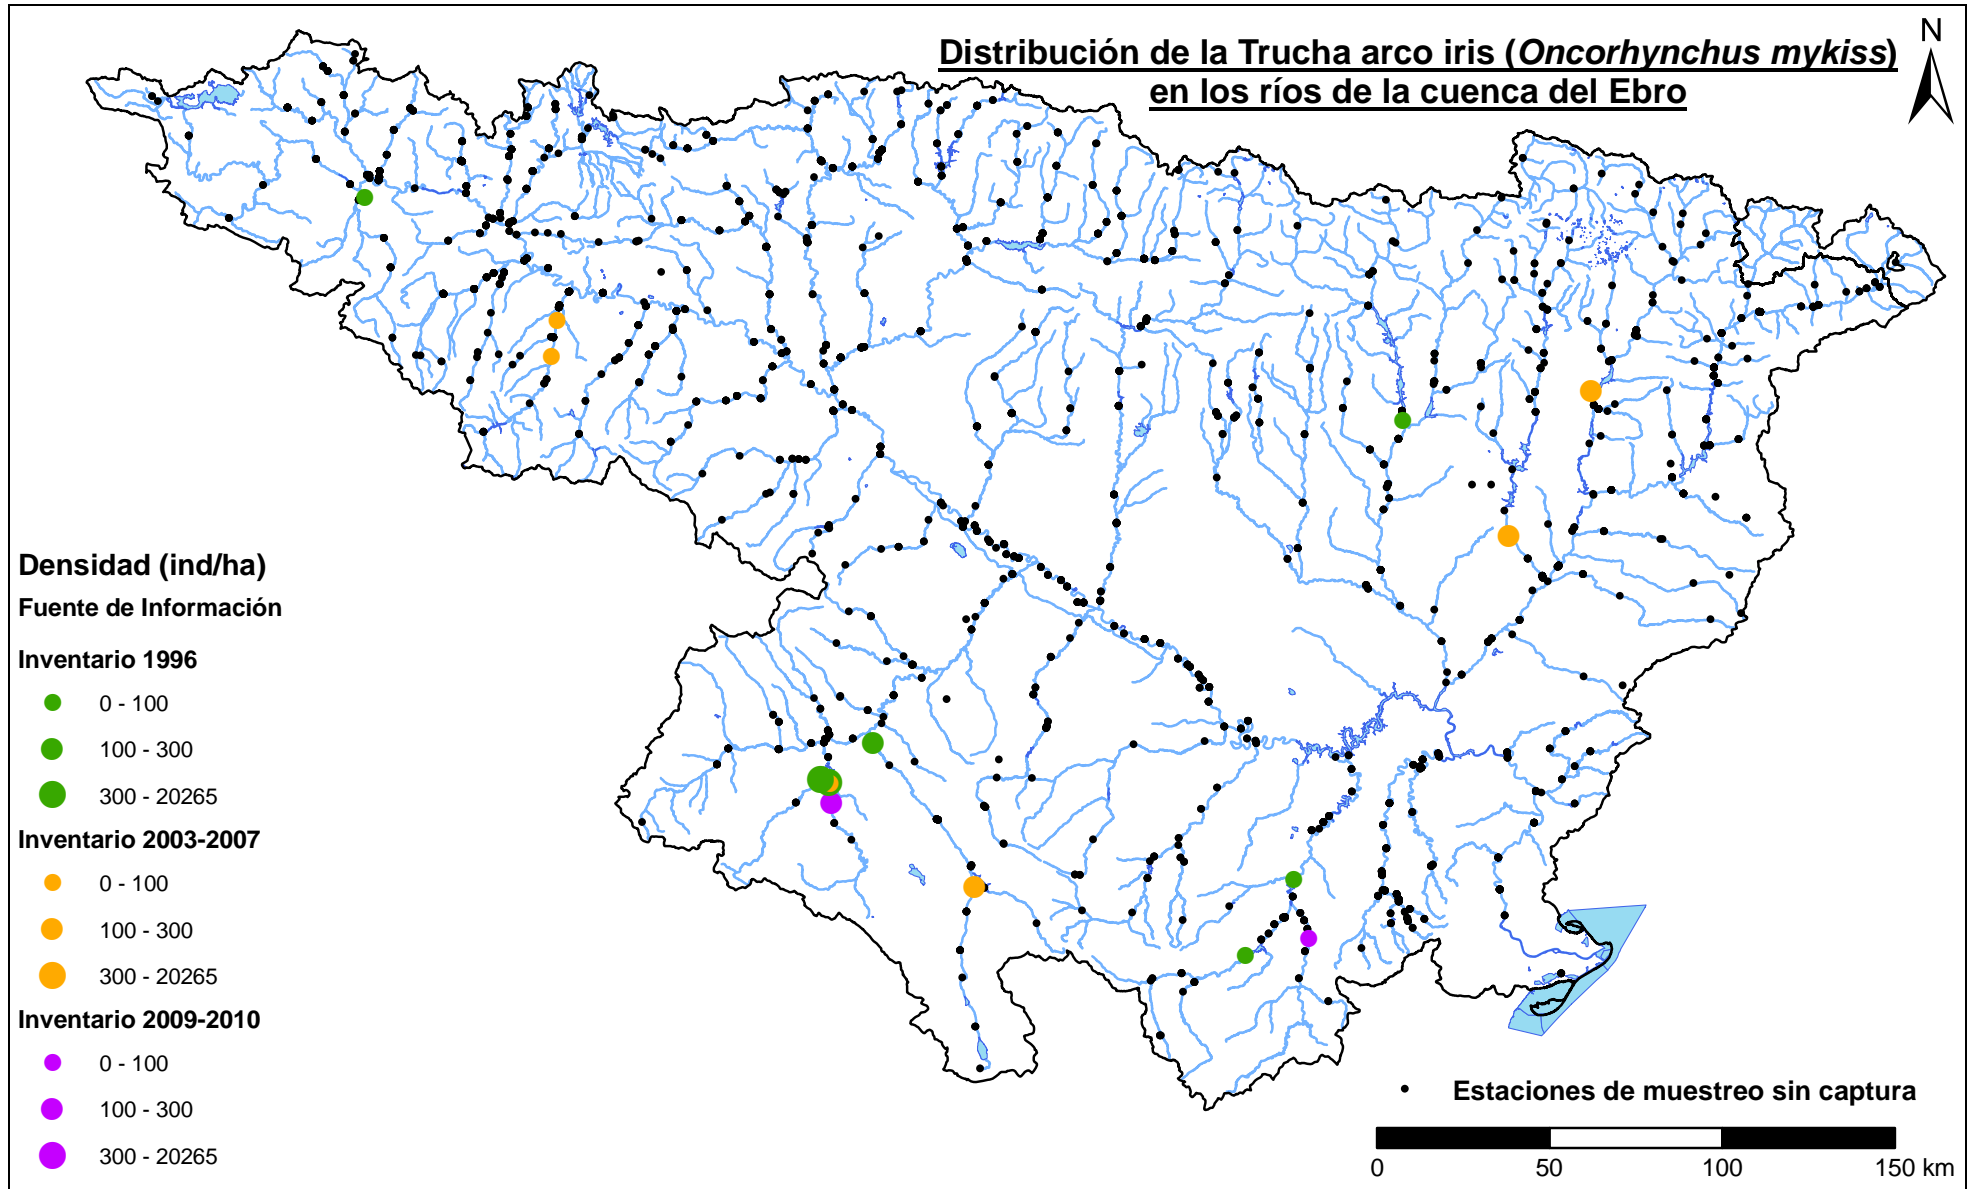 Distribución de la Trucha arco iris (Oncorhynchus mykiss)
en los ríos de la cuenca del Ebro
N
Densidad (ind/ha)
Fuente de Información
Inventario 1996
0 - 100
100 - 300
300 - 20265
Inventario 2003-2007
0 - 100
100 - 300
300 - 20265
Inventario 2009-2010
0 - 100
100 - 300
300 - 20265
Estaciones de muestreo sin captura
0 50 100 150 km